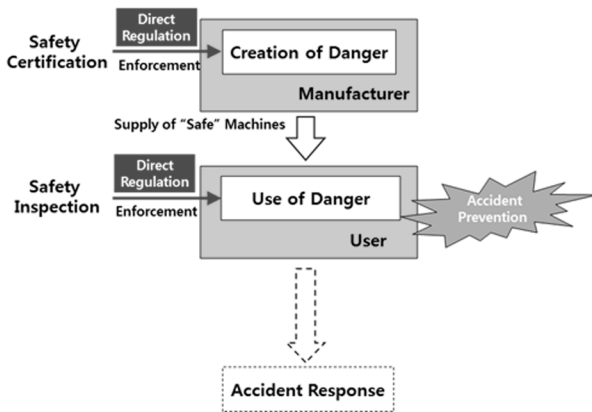 Direct
Regulation
Safety
Certification
Enforcement
Creation of Danger
Manufacturer
Supply of “Safe” Machines
Direct
Regulation
Safety
Inspection
Enforcement
Use of Danger
User
Accident
Prevention
Accident Response